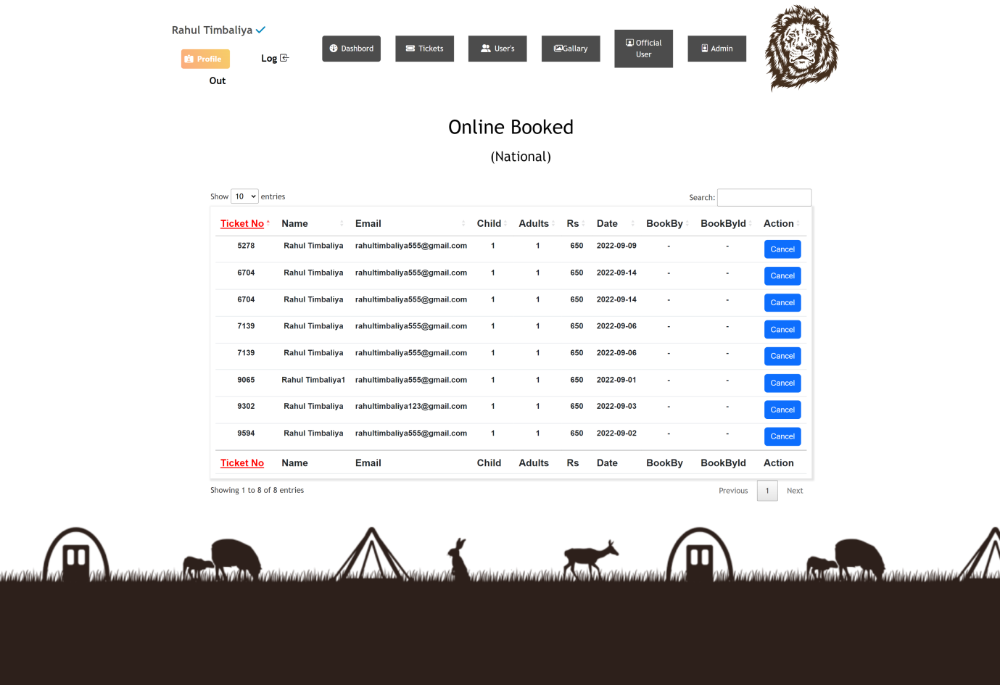 Rahul Timbaliya
Profile
Log
Out
Dashbord
Tickets
User's
Gallary
Official
User
Admin
Online Booked
(National)
Show 10 entries
Search:
Ticket No Name Email Child Adults Rs Date BookBy BookById Action
5278 Rahul Timbaliya rahultimbaliya555@gmail.com 1 1 650 2022-09-09 - - Cancel
6704 Rahul Timbaliya rahultimbaliya555@gmail.com 1 1 650 2022-09-14 - - Cancel
6704 Rahul Timbaliya rahultimbaliya555@gmail.com 1 1 650 2022-09-14 - - Cancel
7139 Rahul Timbaliya rahultimbaliya555@gmail.com 1 1 650 2022-09-06 - - Cancel
7139 Rahul Timbaliya rahultimbaliya555@gmail.com 1 1 650 2022-09-06 - - Cancel
9065 Rahul Timbaliya1 rahultimbaliya555@gmail.com 1 1 650 2022-09-01 - - Cancel
9302 Rahul Timbaliya rahultimbaliya123@gmail.com 1 1 650 2022-09-03 - - Cancel
9594 Rahul Timbaliya rahultimbaliya555@gmail.com 1 1 650 2022-09-02 - - Cancel
Ticket No Name Email Child Adults Rs Date BookBy BookById Action
Showing 1 to 8 of 8 entries
Previous 1 Next